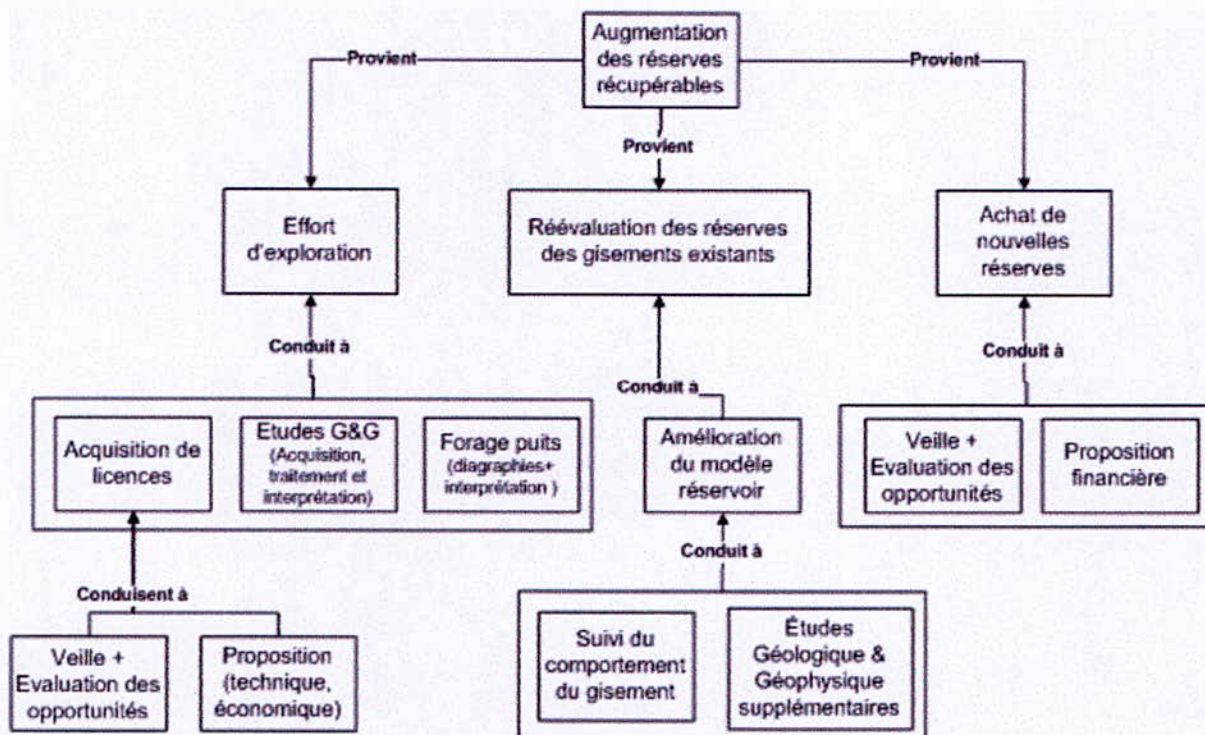 Augmentation
des réserves
récupérables
Provient
Provient
Provient
Effort
d'exploration
Réévaluation des réserves
des gisements existants
Achat de
nouvelles
réserves
Conduit à
Conduit à
Conduit à
Acquisition de
licences
Etudes G&G
(Acquisition,
traitement et
interprétation)
Forage puits
(diagraphies+
interprétation )
Amélioration
du modèle
réservoir
Veille +
Evaluation des
opportunités
Proposition
financière
Conduisent à
Conduit à
Veille +
Evaluation des
opportunités
Proposition
(technique,
économique)
Suivi du
comportement
du gisement
Études
Géologique &
Géophysique
supplémentaires